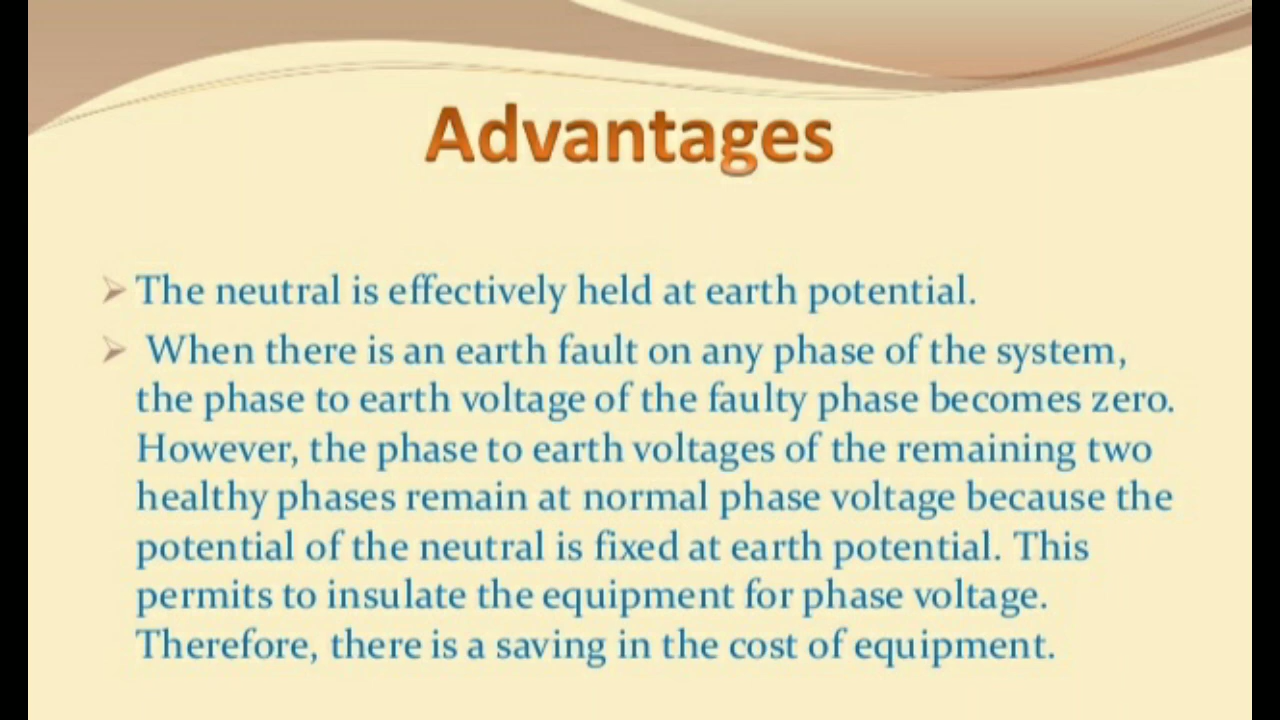 Advantages
The neutral is effectively held at earth potential.
When there is an earth fault on any phase of the system,
the phase to earth voltage of the faulty phase becomes zero.
However, the phase to earth voltages of the remaining two
healthy phases remain at normal phase voltage because the
potential of the neutral is fixed at earth potential. This
permits to insulate the equipment for phase voltage.
Therefore, there is a saving in the cost of equipment.